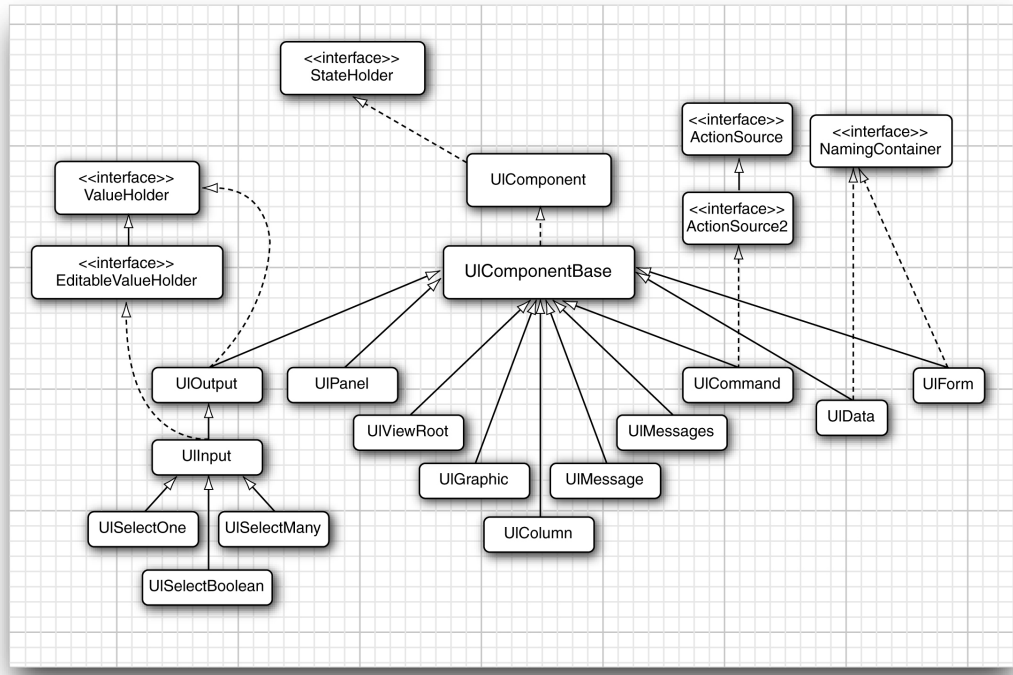 <<interface>>
StateHolder
<<interface>>
ActionSource
<<interface>>
NamingContainer
<<interface>>
ValueHolder
UIComponent
<<interface>>
ActionSource2
<<interface>>
EditableValueHolder
UIComponentBase
UIOutput
UIPanel
UICommand
UIForm
UIViewRoot
UIMessages
UIData
UIInput
UIGraphic
UIMessage
UISelectOne
UISelectMany
UIColumn
UISelectBoolean